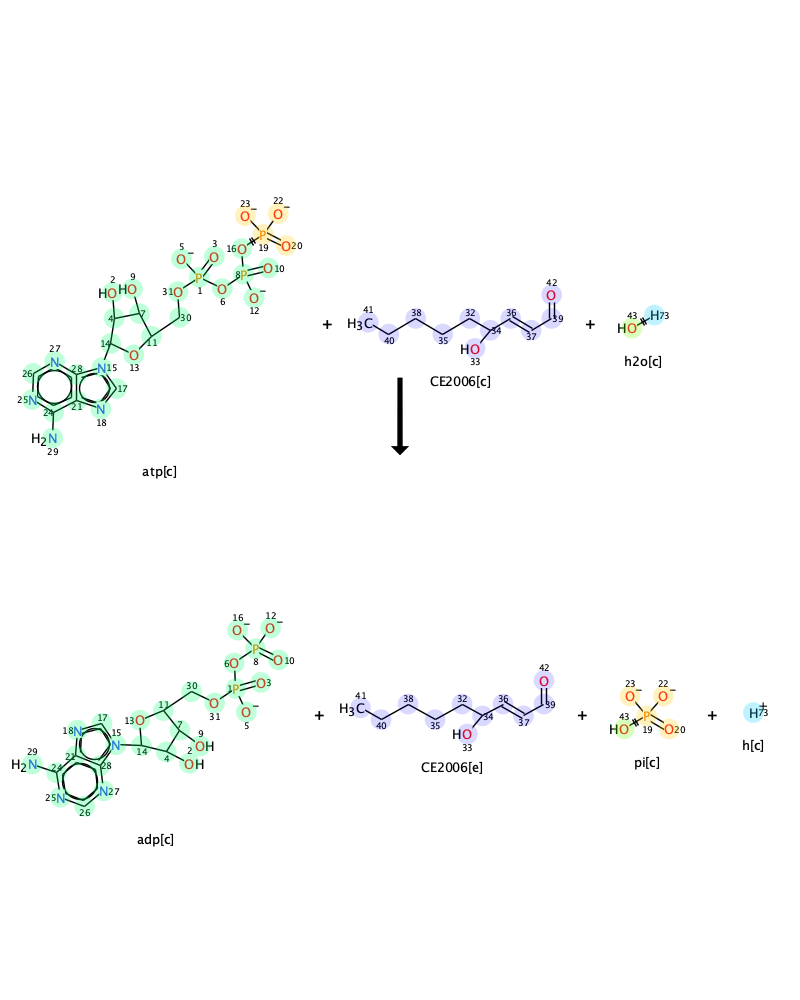 23 22
O− O−
16 O P O 20
19
5 3
O− O
8 P O 10
31 O P O O−
1 6 12
2 9
HO HO
4 7 30
14 11
O
13
27
N
26 28 N 15
25 N 17
24 21 N
18
H2N
29
+
41 38 32 36 42
H3C O
40 35 34 37 39
HO
33
CE2006[c]
+
43
HO H 73
h2o[c]
atp[c]
16 12
O− O−
6 O P O 10
8
30 1 P O 3
O O−
31 5
11
13 O 7 9
OH
14 4 2
OH
17
18 N 15
N
29 21
H2N 24 28
25 N N 27
26
adp[c]
+
41 38 32 36 42
H3C O
40 35 34 37 39
HO
33
CE2006[e]
+
23 22
O− O−
43 P
HO 19 O 20
pi[c]
+
H+ 73
h[c]